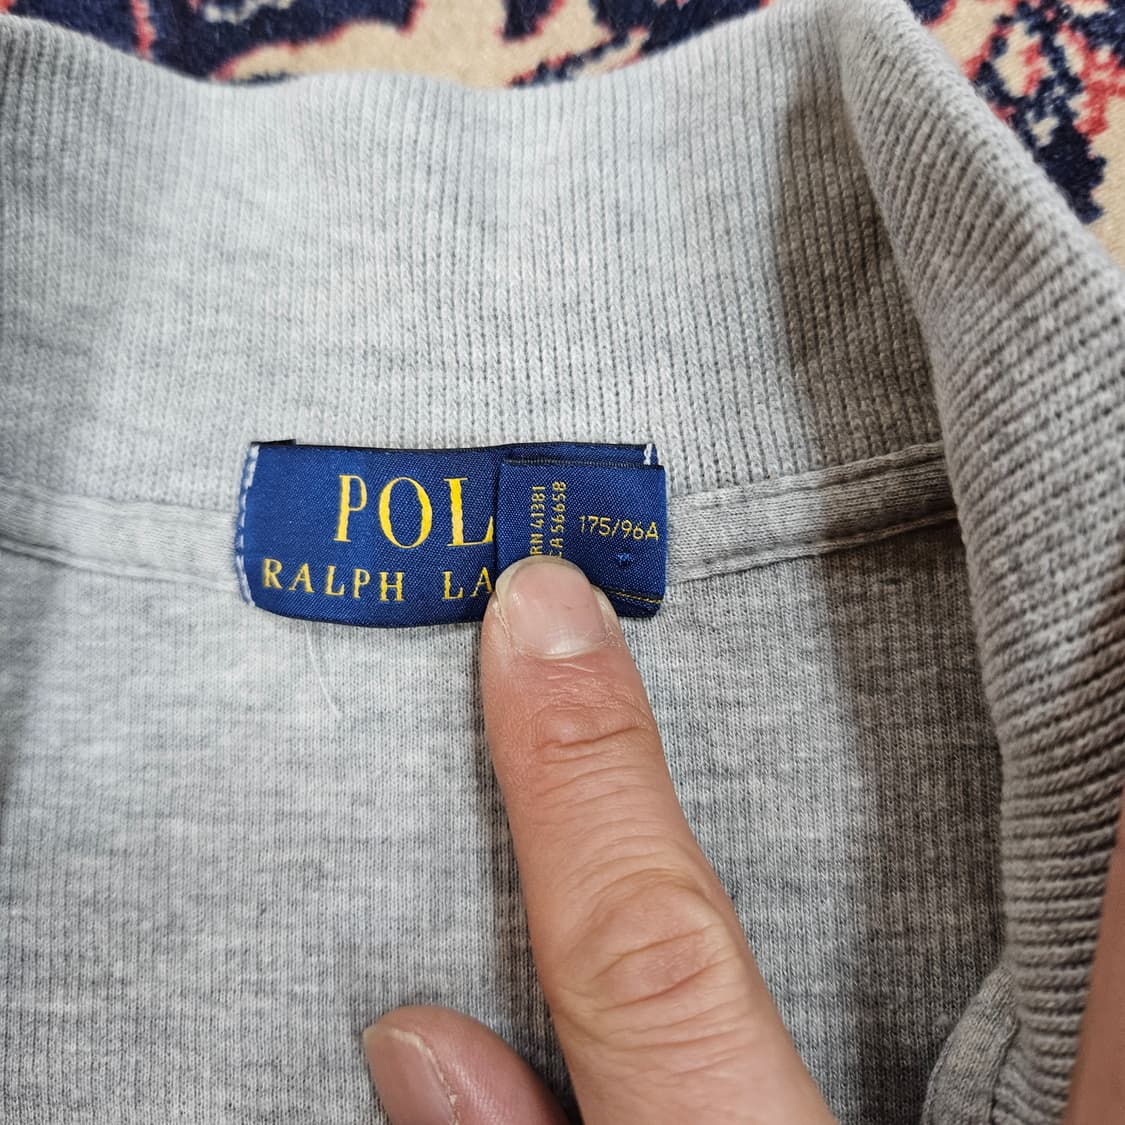 POL
RALPH LA
RN 41381
CA 56658
175/96A